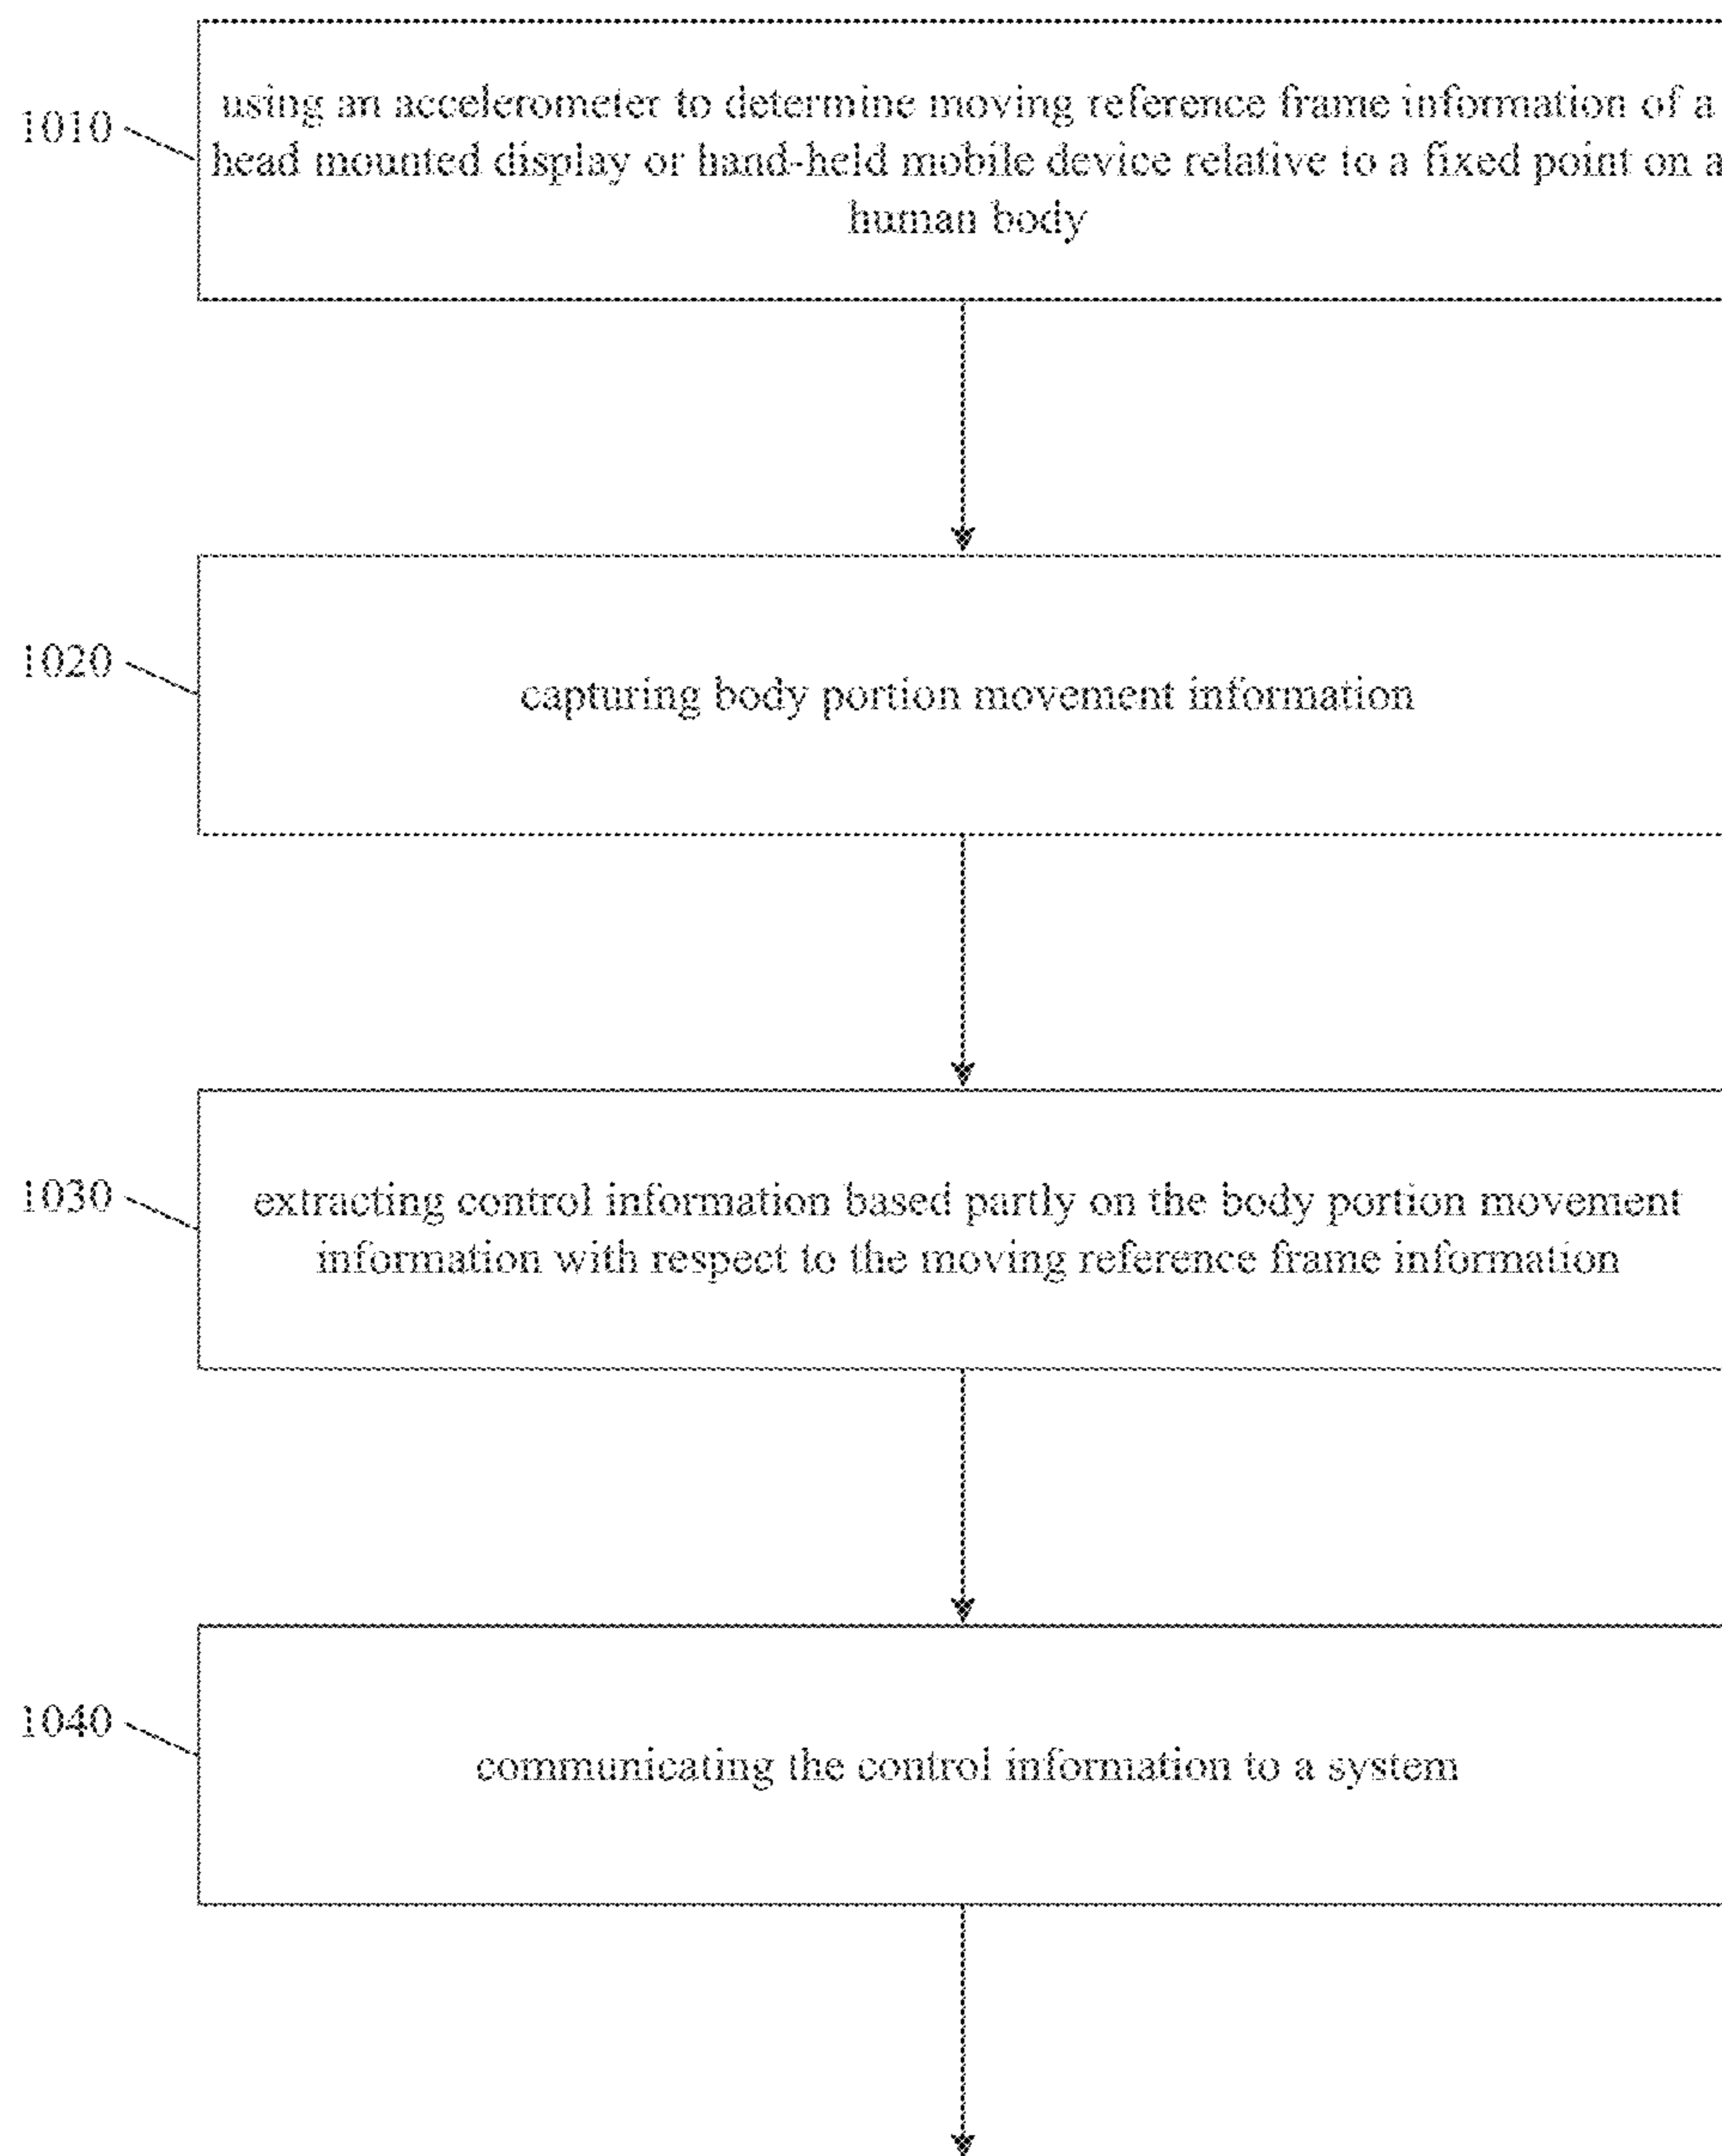 1010
using an accelerometer to determine moving reference frame information of a
head mounted display or hand-held mobile device relative to a fixed point on a
human body
1020
capturing body portion movement information
1030
extracting control information based partly on the body portion movement
information with respect to the moving reference frame information
1040
communicating the control information to a system